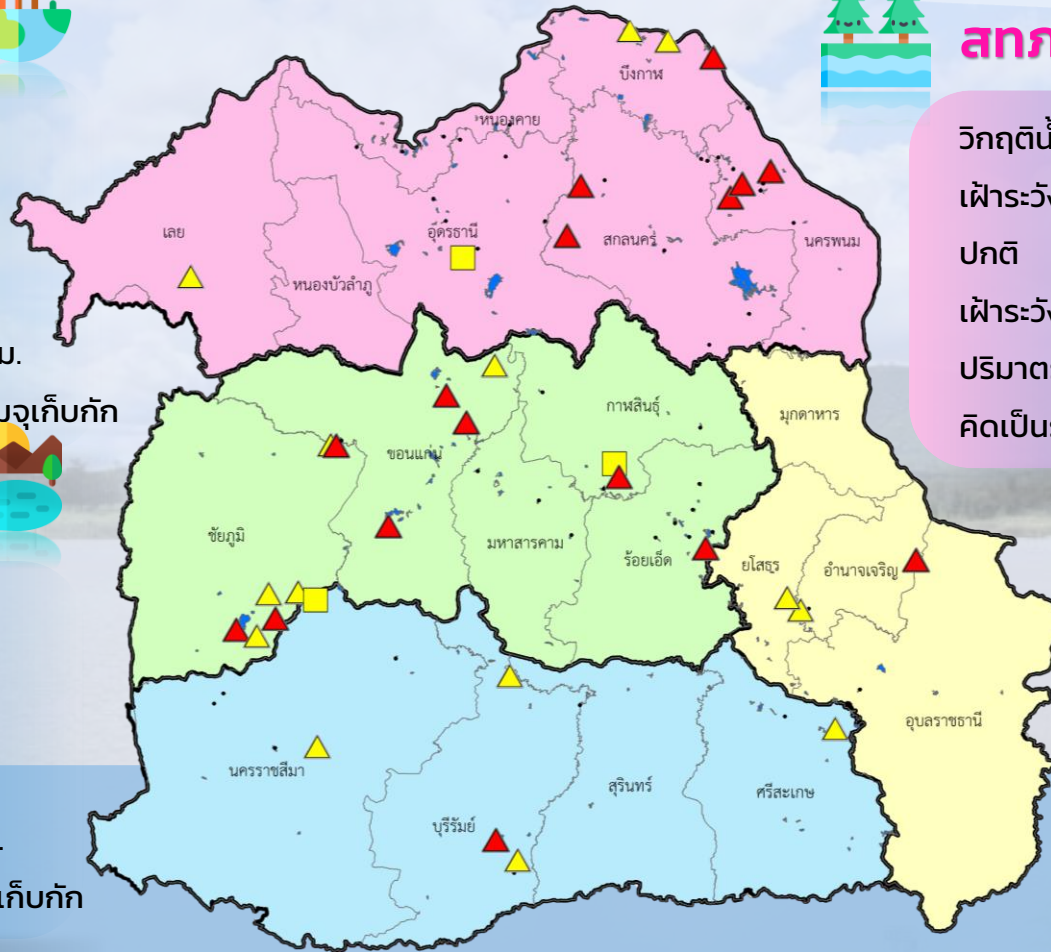 สทภ
วิกฤติน้
เฝ้าระวัง
ปกติ
เฝ้าระวัง
ปริมาตร
คิดเป็นร
ม.
มจุเก็บกัก
.
เก็บกัก
บึงกาฬ
หนองคาย
เลย
อุดรธานี
สกลนคร
นครพนม
หนองบัวลำภู
กาฬสินธุ์
มุกดาหาร
ขอนแก่น
ชัยภูมิ
มหาสารคาม
ร้อยเอ็ด
ยโสธร
อำนาจเจริญ
อุบลราชธานี
นครราชสีมา
บุรีรัมย์
สุรินทร์
ศรีสะเกษ